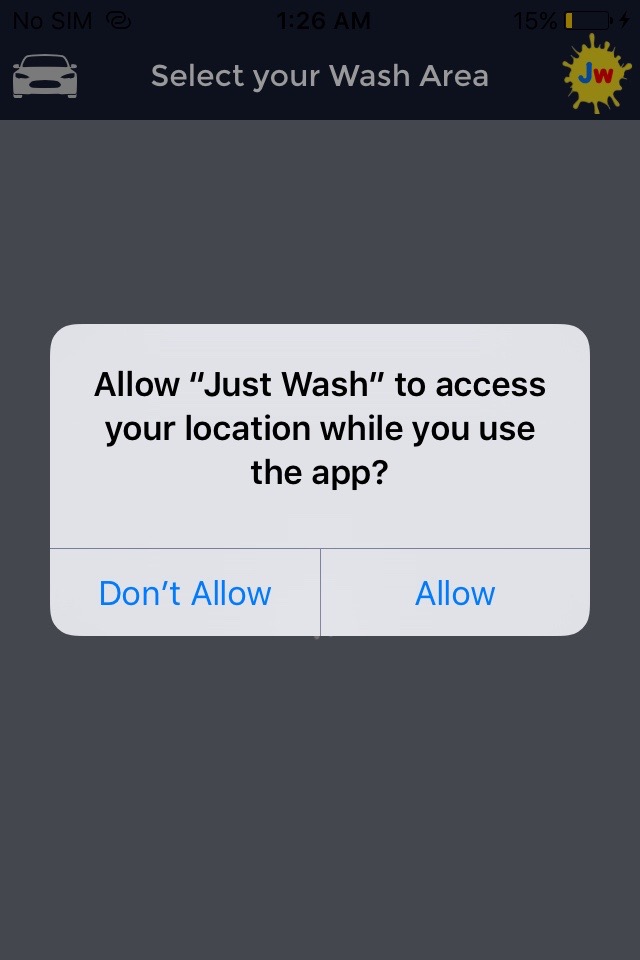 No SIM 1:26 AM 15%
Select your Wash Area
Jw
Allow “Just Wash” to access
your location while you use
the app?
Don’t Allow Allow